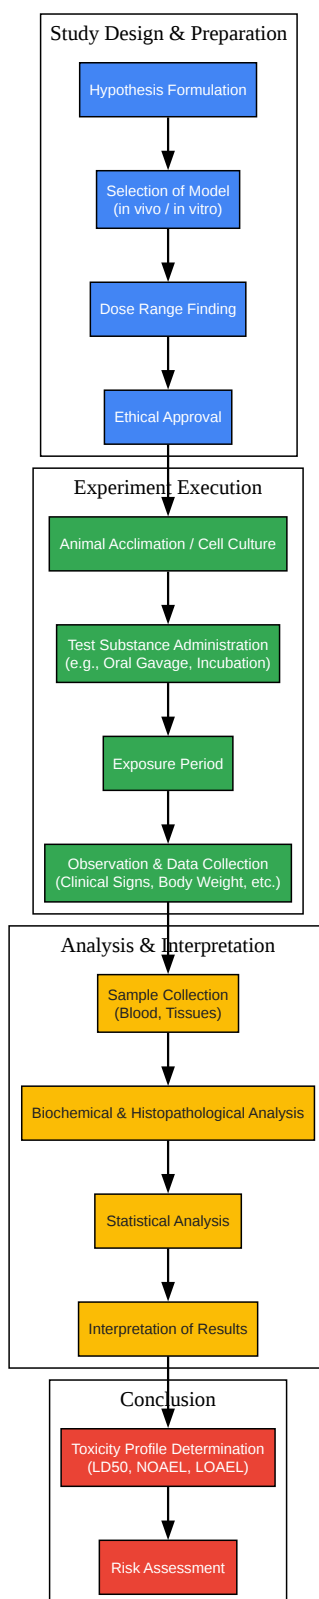 Study Design & Preparation
Hypothesis Formulation
Selection of Model
(in vivo / in vitro)
Dose Range Finding
Ethical Approval
Experiment Execution
Animal Acclimation / Cell Culture
Test Substance Administration
(e.g., Oral Gavage, Incubation)
Exposure Period
Observation & Data Collection
(Clinical Signs, Body Weight, etc.)
Analysis & Interpretation
Sample Collection
(Blood, Tissues)
Biochemical & Histopathological Analysis
Statistical Analysis
Interpretation of Results
Conclusion
Toxicity Profile Determination
(LD50, NOAEL, LOAEL)
Risk Assessment